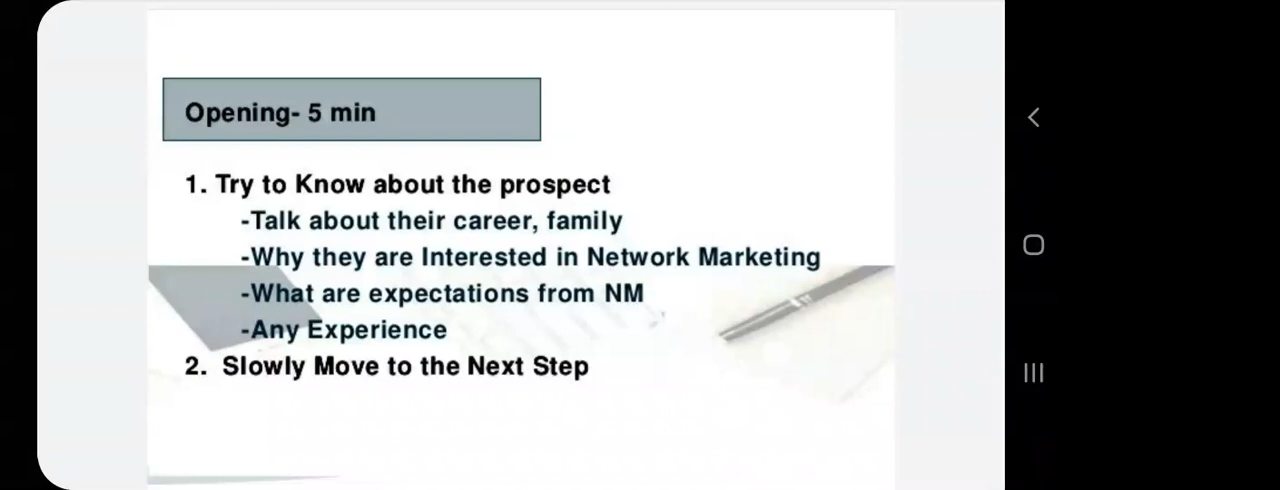 Opening- 5 min
1. Try to Know about the prospect
-Talk about their career, family
-Why they are Interested in Network Marketing
-What are expectations from NM
-Any Experience
2. Slowly Move to the Next Step